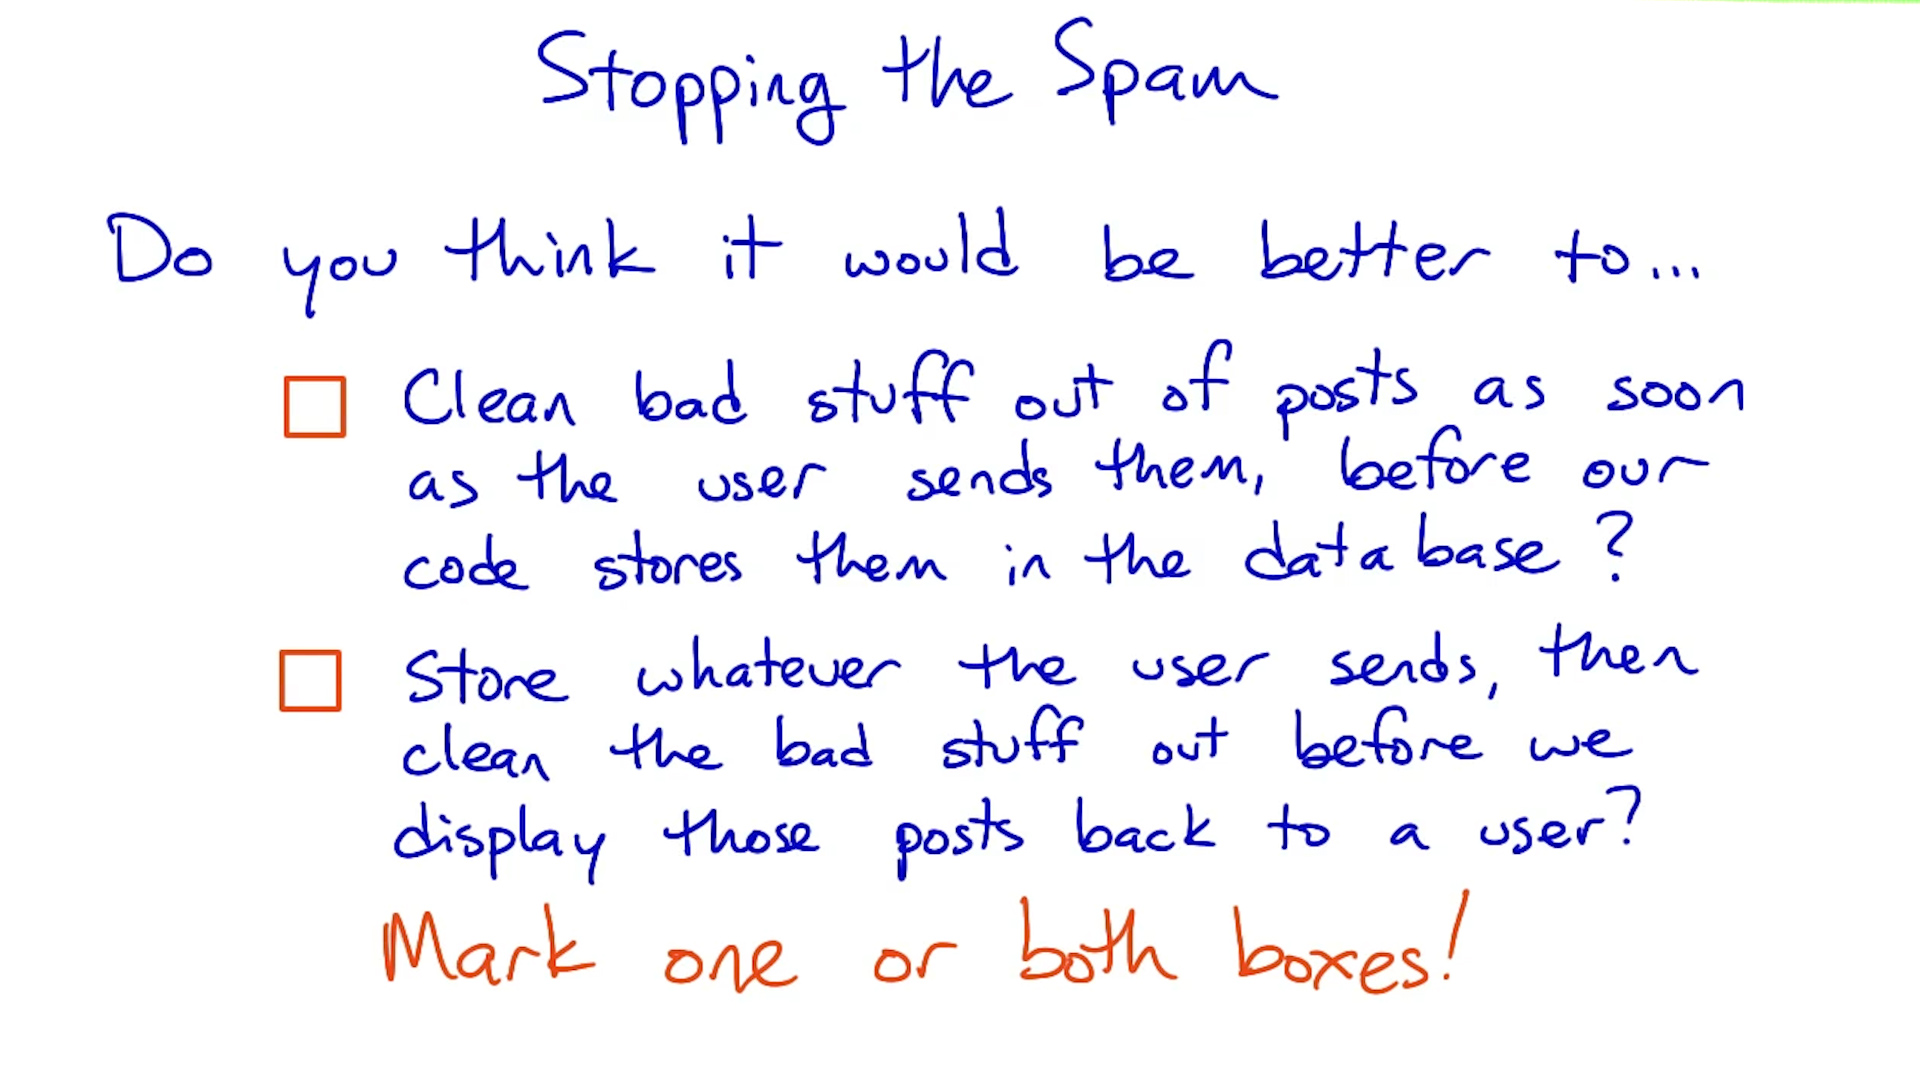 Stopping the Spam
Do you think it would be better to...
Clean bad stuff out of posts as soon
as the user sends them, before our
code stores them in the database?
Store whatever the user sends, then
clean the bad stuff out before we
display those posts back to a user?
Mark one or both boxes!